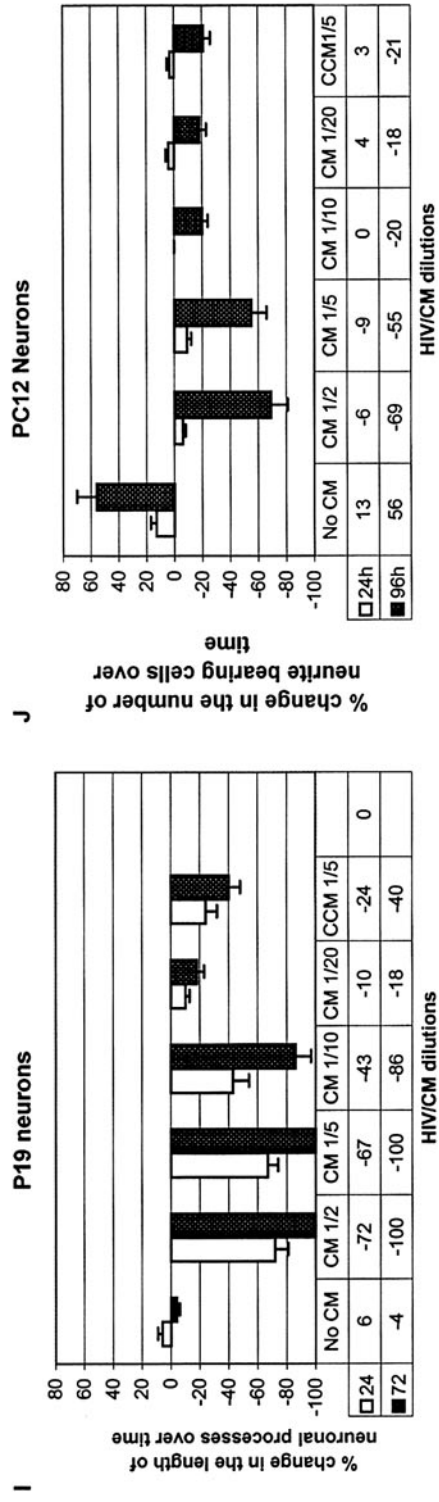 I
P19 neurons
% change in the length of
neuronal processes over time
80
60
40
20
0
-20
-40
-60
-80
-100
No CM CM 1/2 CM 1/5 CM 1/10 CM 1/20 CCM 1/5
24 6 -72 -67 -43 -10 -24 0
72 -4 -100 -100 -86 -18 -40
HIV/CM dilutions
J
PC12 Neurons
% change in the number of
neurite bearing cells over
time
80
60
40
20
0
-20
-40
-60
-80
-100
No CM CM 1/2 CM 1/5 CM 1/10 CM 1/20 CCM1/5
24h 13 -6 -9 0 4 3
96h 56 -69 -55 -20 -18 -21
HIV/CM dilutions